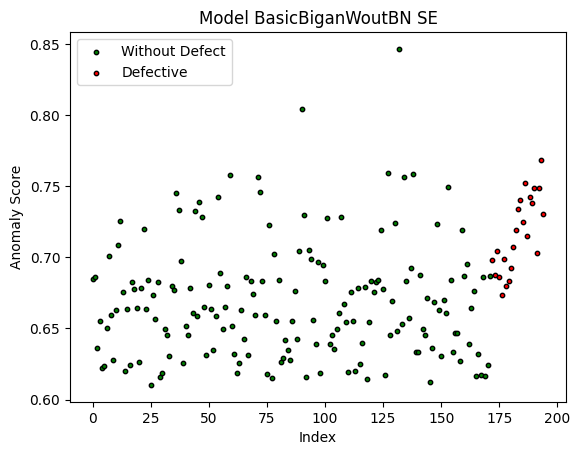 Model BasicBiganWoutBN SE
Without Defect
Defective
Anomaly Score
0.85
0.80
0.75
0.70
0.65
0.60
0 25 50 75 100 125 150 175 200
Index